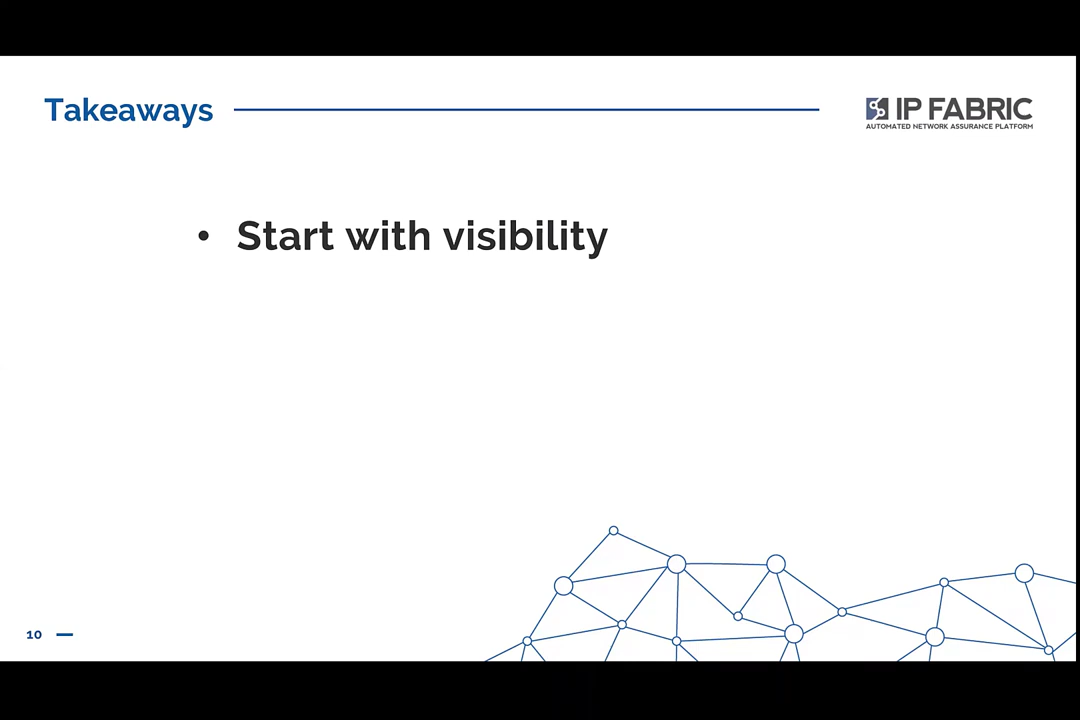 Takeaways
IP FABRIC
AUTOMATED NETWORK ASSURANCE PLATFORM
• Start with visibility
10